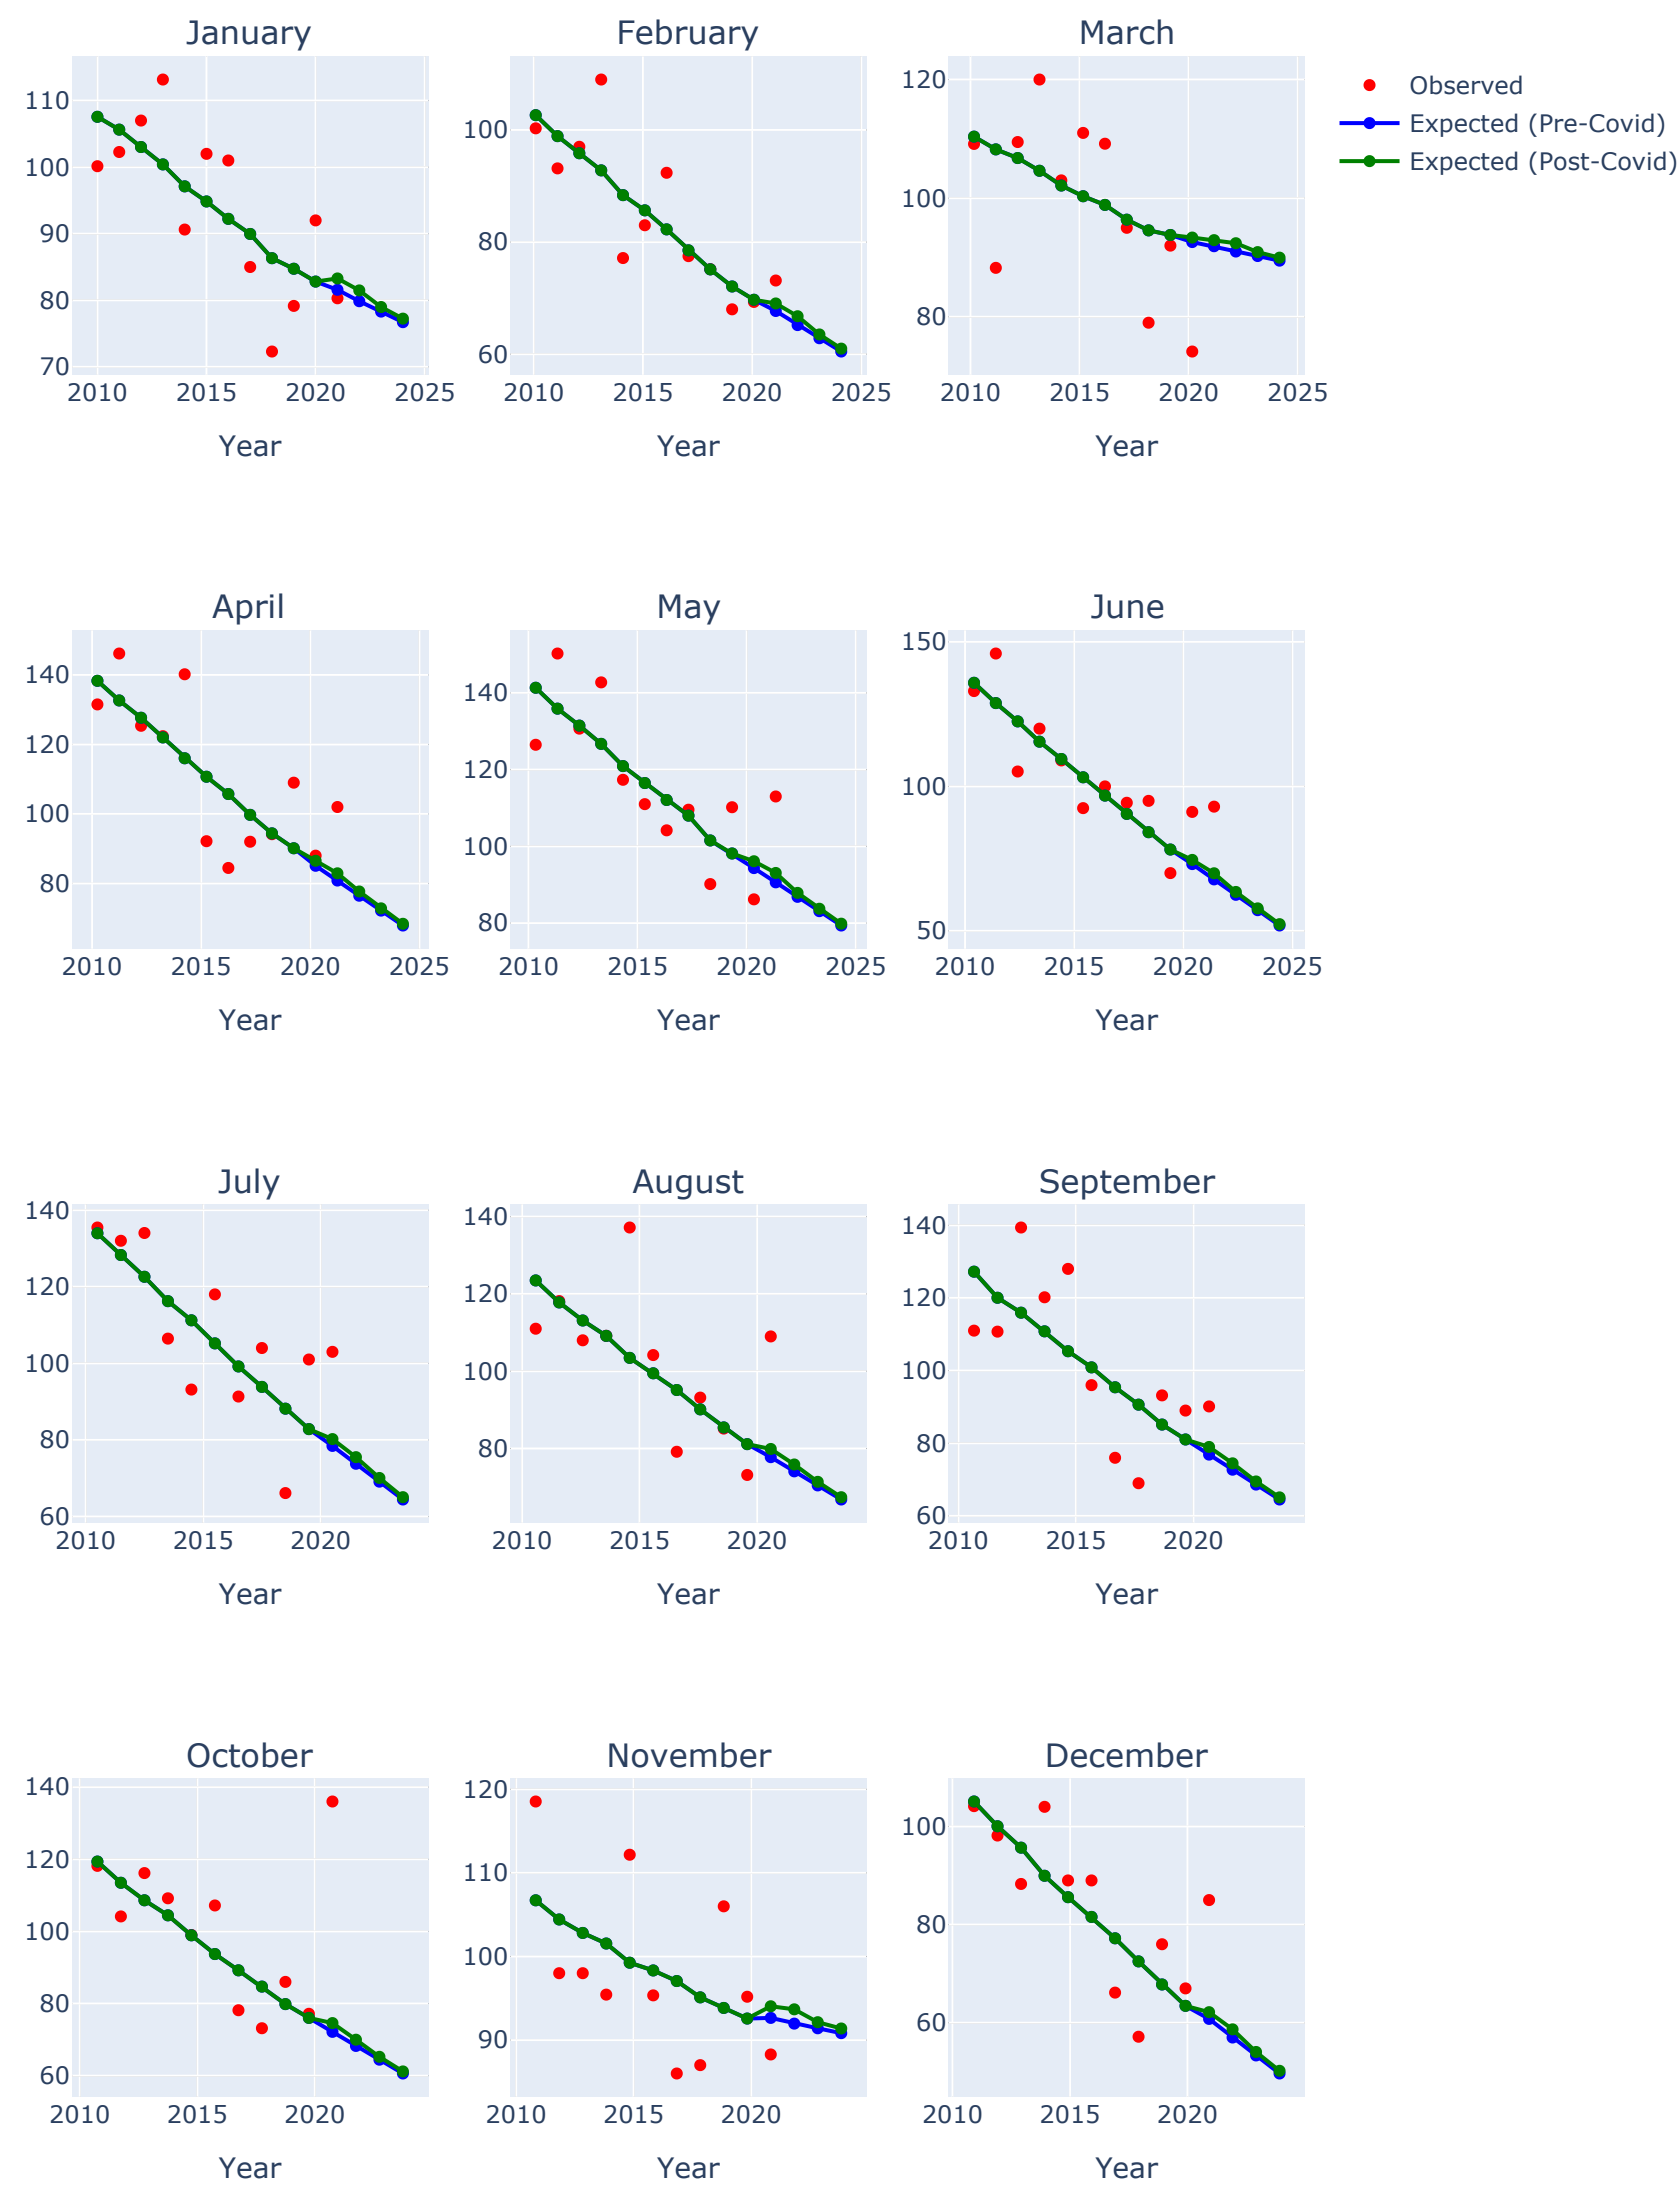 January February March
Observed
Expected (Pre-Covid)
Expected (Post-Covid)
110
100
90
80
70
2010 2015 2020 2025
Year
100
80
60
2010 2015 2020 2025
Year
120
100
80
2010 2015 2020 2025
Year
April May June
140
120
100
80
2010 2015 2020 2025
Year
140
120
100
80
2010 2015 2020 2025
Year
150
100
50
2010 2015 2020 2025
Year
July August September
140
120
100
80
60
2010 2015 2020
Year
140
120
100
80
2010 2015 2020
Year
140
120
100
80
60
2010 2015 2020
Year
October November December
140
120
100
80
60
2010 2015 2020
Year
120
110
100
90
2010 2015 2020
Year
100
80
60
2010 2015 2020
Year